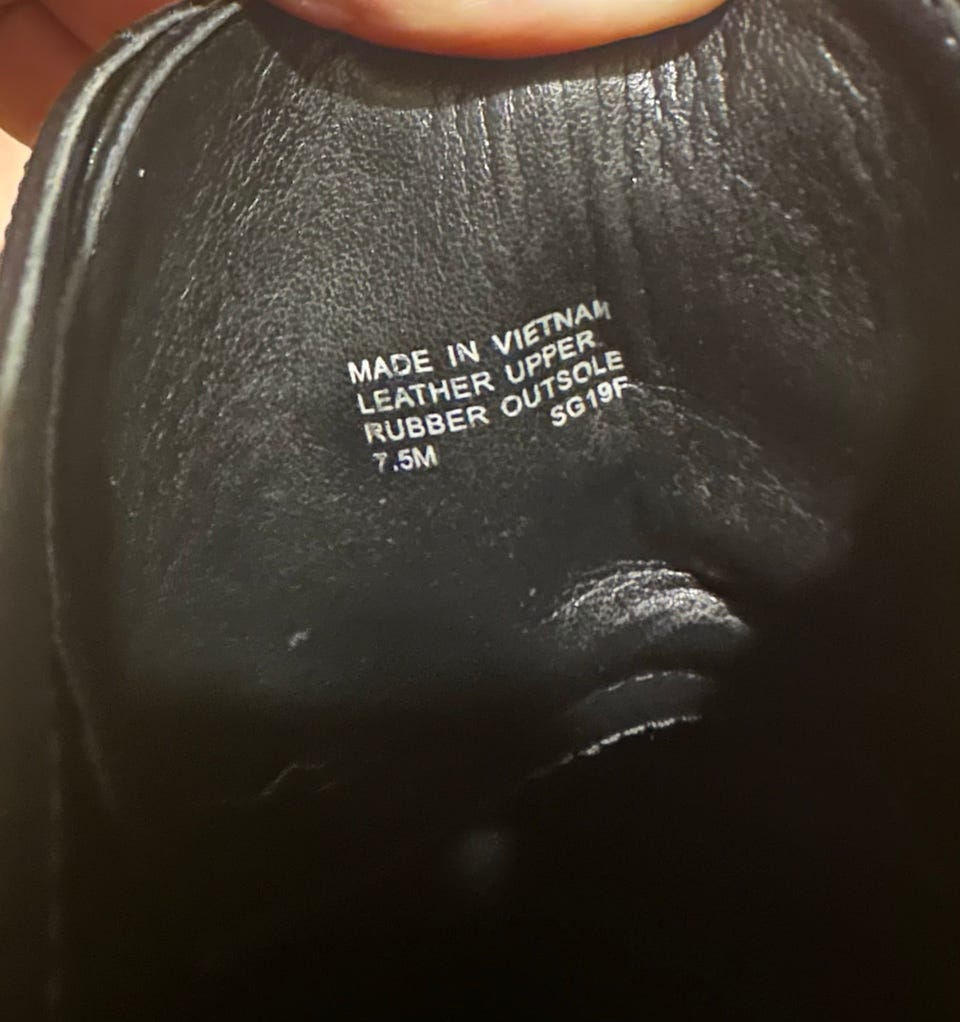 MADE IN VIETNAM
LEATHER UPPER
RUBBER OUTSOLE
SG19F
7.5M